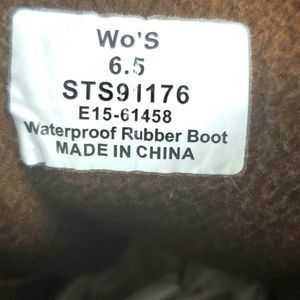 Wo'S
6.5
STS91176
E15-61458
Waterproof Rubber Boot
MADE IN CHINA